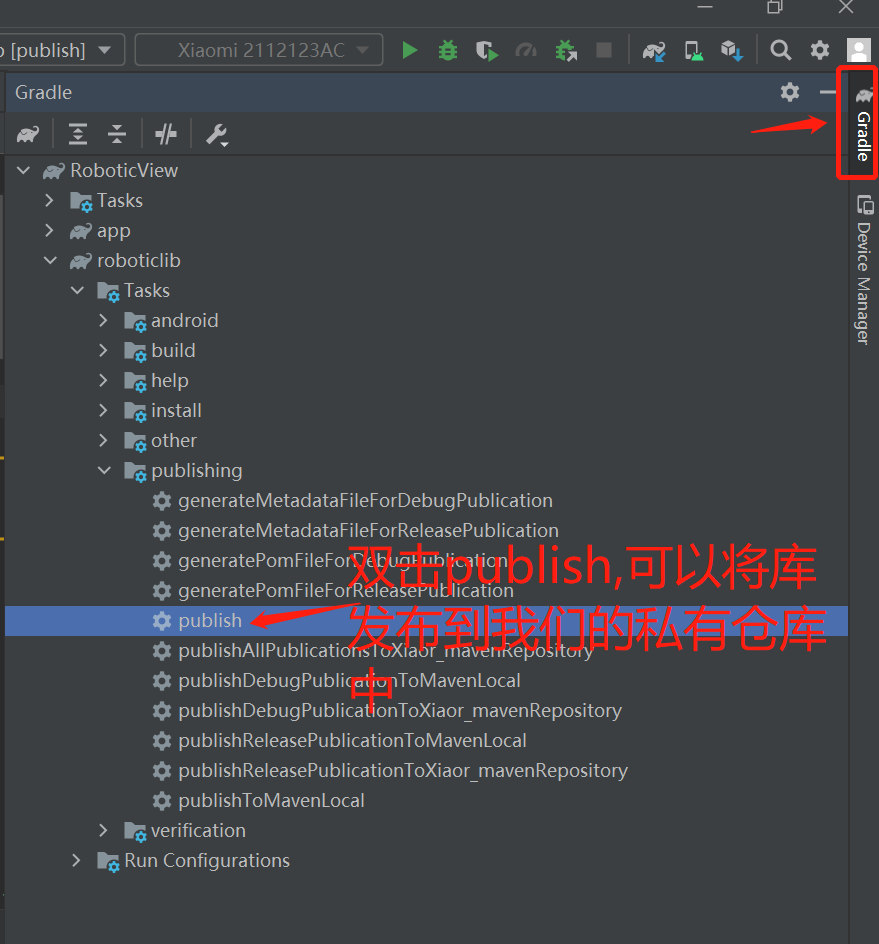 [publish]
Xiaomi 2112123AC
Gradle
Gradle
Device Manager
RoboticView
Tasks
app
roboticlib
Tasks
android
build
help
install
other
publishing
generateMetadataFileForDebugPublication
generateMetadataFileForReleasePublication
generatePomFileForDebugPublication
generatePomFileForReleasePublication
publish
publishAllPublicationsToXiaor_mavenRepository
publishDebugPublicationToMavenLocal
publishDebugPublicationToXiaor_mavenRepository
publishReleasePublicationToMavenLocal
publishReleasePublicationToXiaor_mavenRepository
publishToMavenLocal
verification
Run Configurations
双击publish,可以将库
发布到我们的私有仓库
中